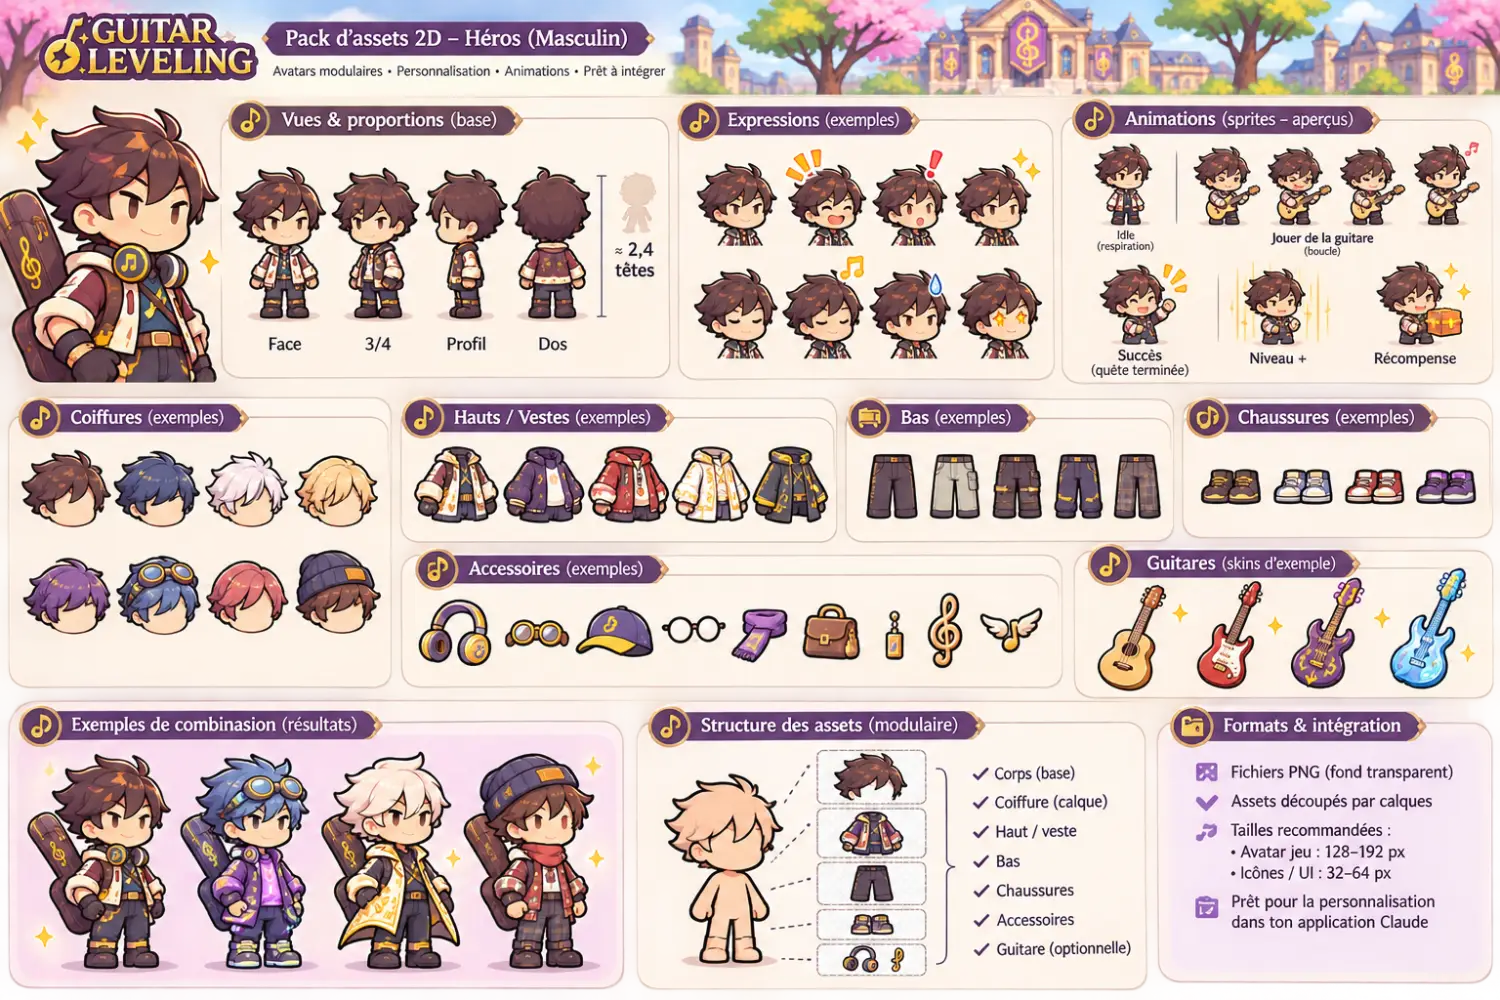 GUITAR
LEVELING
Pack d'assets 2D – Héros (Masculin)
Avatars modulaires • Personnalisation • Animations • Prêt à intégrer
Vues & proportions (base)
Face
3/4
Profil
Dos
≈ 2,4
têtes
Expressions (exemples)
Animations (sprites – aperçus)
Idle
(respiration)
Jouer de la guitare
(boucle)
Succès
(quête terminée)
Niveau +
Récompense
Coiffures (exemples)
Hauts / Vestes (exemples)
Bas (exemples)
Chaussures (exemples)
Accessoires (exemples)
Guitares (skins d'exemple)
Exemples de combinasion (résultats)
Structure des assets (modulaire)
Corps (base)
Coiffure (calque)
Haut / veste
Bas
Chaussures
Accessoires
Guitare (optionnelle)
Formats & intégration
Fichiers PNG (fond transparent)
Assets découpés par calques
Tailles recommandées :
• Avatar jeu : 128–192 px
• Icônes / UI : 32–64 px
Prêt pour la personnalisation
dans ton application Claude